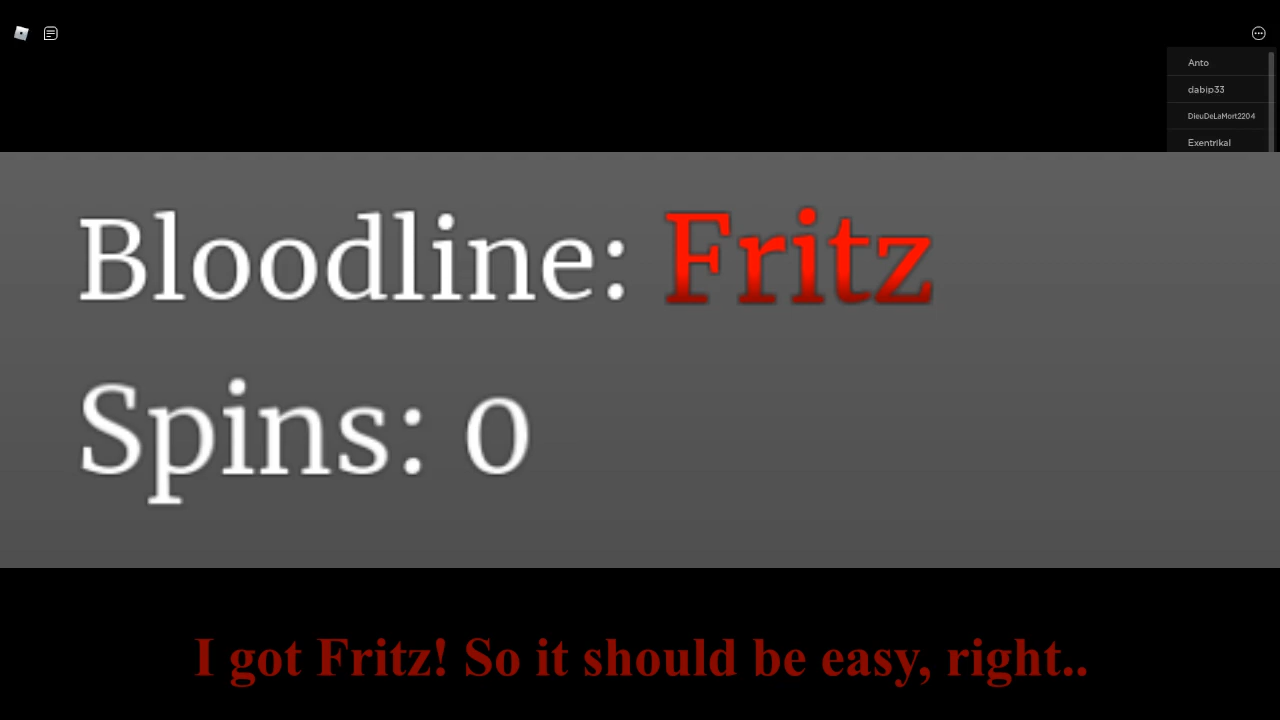 Anto
dabip33
DieuDeLaMort2204
Exentrikal
Bloodline: Fritz
Spins: 0
I got Fritz! So it should be easy, right..